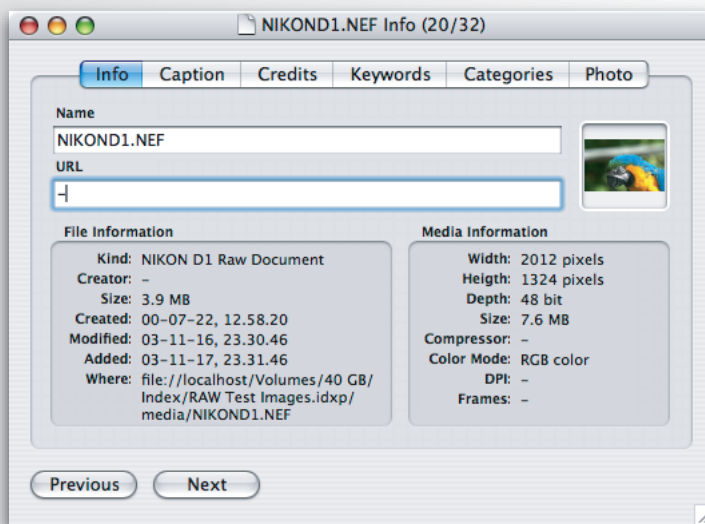 NIKOND1.NEF Info (20/32)
Info Caption Credits Keywords Categories Photo
Name
NIKOND1.NEF
URL
–
File Information
Kind: NIKON D1 Raw Document
Creator: –
Size: 3.9 MB
Created: 00-07-22, 12.58.20
Modified: 03-11-16, 23.30.46
Added: 03-11-17, 23.31.46
Where: file://localhost/Volumes/40 GB/
Index/RAW Test Images.idxp/
media/NIKOND1.NEF
Media Information
Width: 2012 pixels
Heigth: 1324 pixels
Depth: 48 bit
Size: 7.6 MB
Compressor: –
Color Mode: RGB color
DPI: –
Frames: –
Previous Next